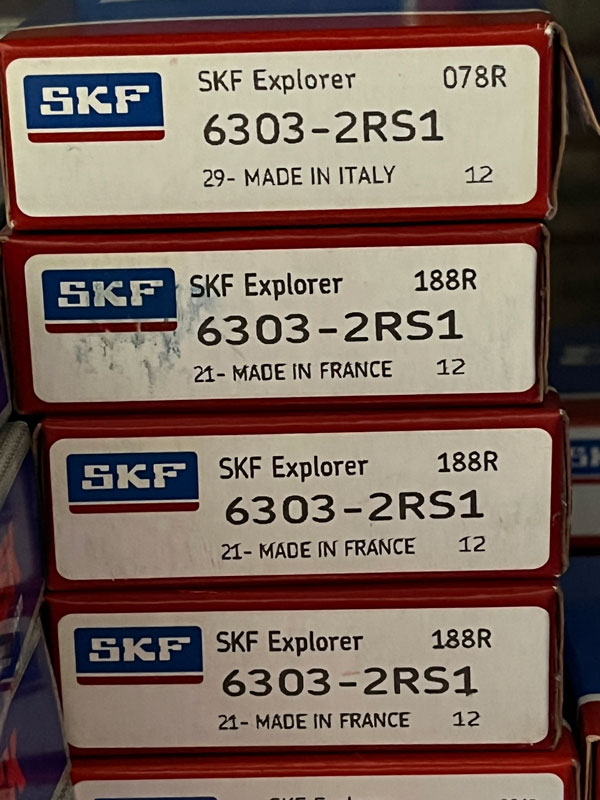 SKF
SKF Explorer 078R
6303-2RS1
29- MADE IN ITALY 12
SKF
SKF Explorer 188R
6303-2RS1
21- MADE IN FRANCE 12
SKF
SKF Explorer 188R
6303-2RS1
21- MADE IN FRANCE 12
SKF
SKF Explorer 188R
6303-2RS1
21- MADE IN FRANCE 12
SKF Explorer